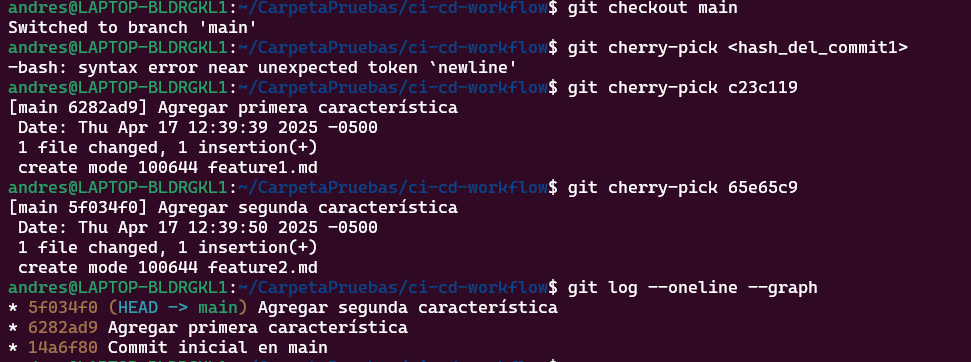 andres@LAPTOP-BLDRGKL1:~/CarpetaPruebas/ci-cd-workflow$ git checkout main
Switched to branch 'main'
andres@LAPTOP-BLDRGKL1:~/CarpetaPruebas/ci-cd-workflow$ git cherry-pick <hash_del_commit1>
-bash: syntax error near unexpected token `newline'
andres@LAPTOP-BLDRGKL1:~/CarpetaPruebas/ci-cd-workflow$ git cherry-pick c23c119
[main 6282ad9] Agregar primera característica
 Date: Thu Apr 17 12:39:39 2025 -0500
 1 file changed, 1 insertion(+)
 create mode 100644 feature1.md
andres@LAPTOP-BLDRGKL1:~/CarpetaPruebas/ci-cd-workflow$ git cherry-pick 65e65c9
[main 5f034f0] Agregar segunda característica
 Date: Thu Apr 17 12:39:50 2025 -0500
 1 file changed, 1 insertion(+)
 create mode 100644 feature2.md
andres@LAPTOP-BLDRGKL1:~/CarpetaPruebas/ci-cd-workflow$ git log --oneline --graph
* 5f034f0 (HEAD -> main) Agregar segunda característica
* 6282ad9 Agregar primera característica
* 14a6f80 Commit inicial en main